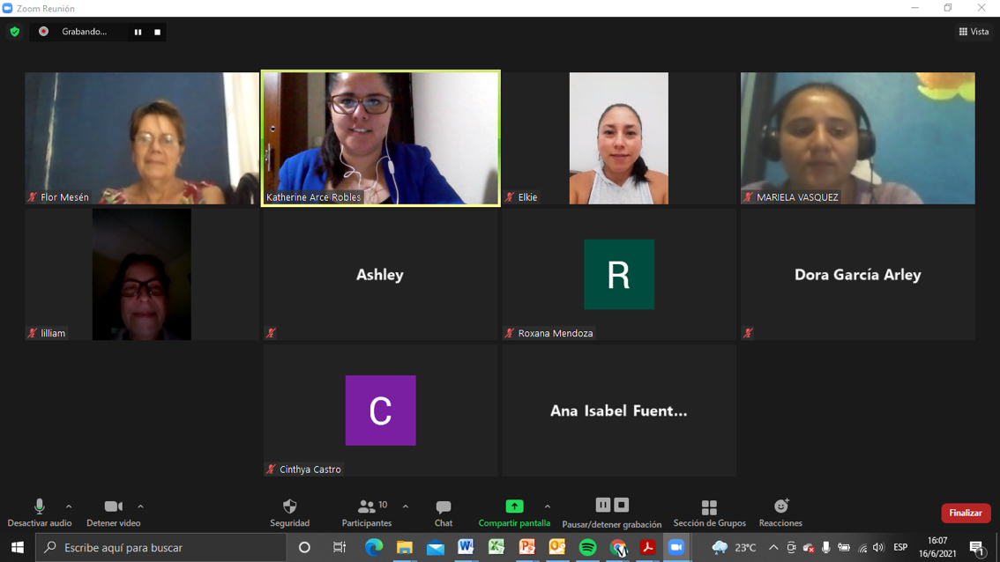 Zoom Reunión
Grabando...
Vista
Flor Mesén
Katherine Arce Robles
Elkie
MARIELA VASQUEZ
lilliam
Ashley
R
Roxana Mendoza
Dora García Arley
C
Cinthya Castro
Ana Isabel Fuent...
Desactivar audio
Detener video
Seguridad
10
Participantes
Chat
Compartir pantalla
Pausar/detener grabación
Sección de Grupos
Reacciones
Finalizar
Escribe aquí para buscar
23°C
ESP
16:07
16/6/2021
1